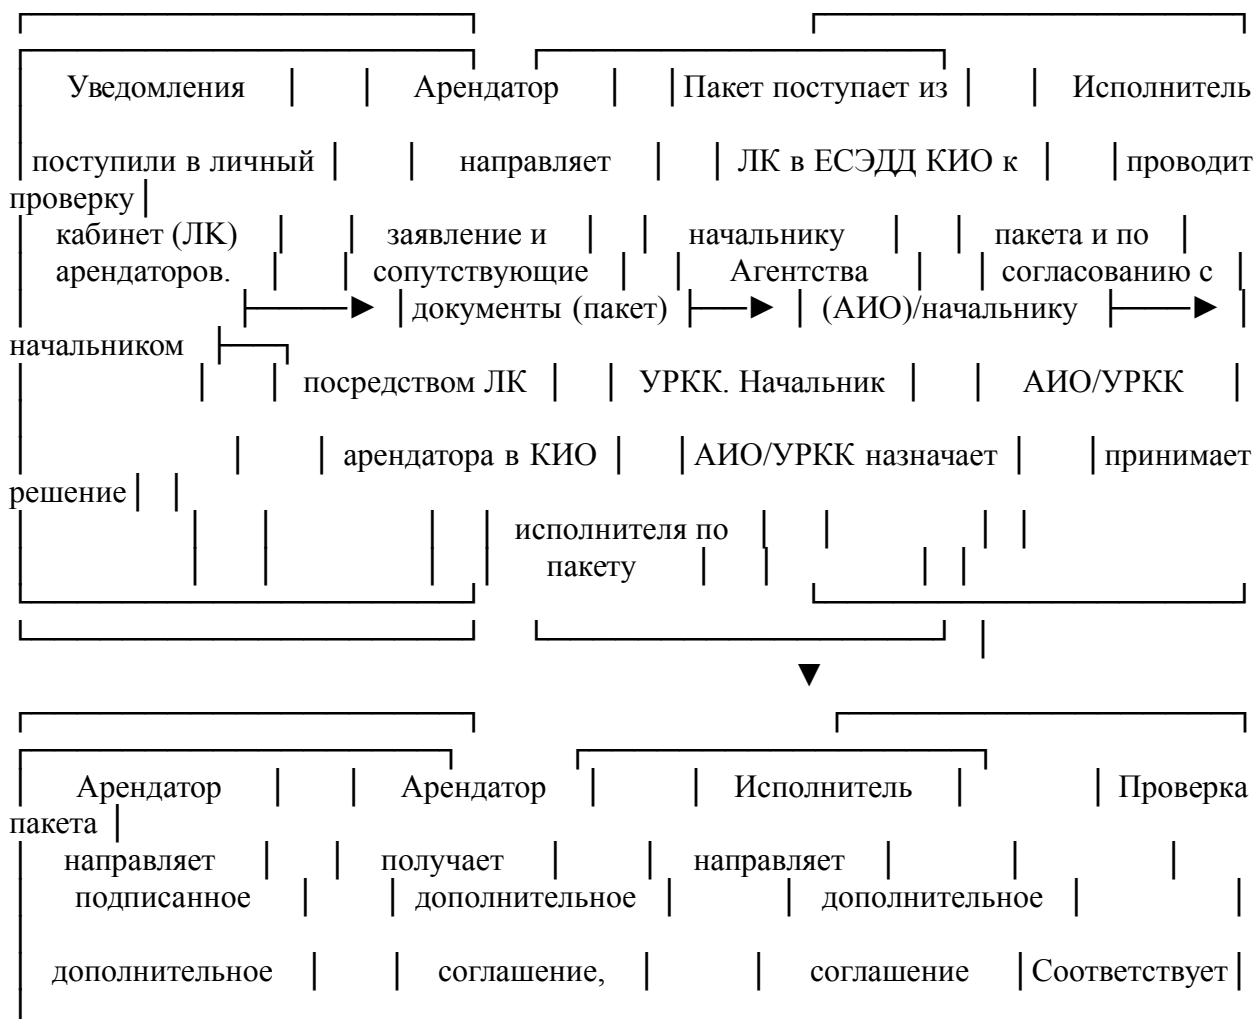 Уведомления │ │ Арендатор │ │Пакет поступает из │ │ Исполнитель │
│поступили в личный │ │ направляет │ │ ЛК в ЕСЭДД КИО к │ │проводит
проверку│
│ кабинет (ЛК) │ │ заявление и │ │ начальнику │ │ пакета и по │
│ арендаторов. │ │ сопутствующие │ │ Агентства │ │ согласованию с │
│ ├────► │документы (пакет) ├───► │ (АИО)/начальнику ├────► │
начальником ├───┐
│ │ │ посредством ЛК │ │ УРКК. Начальник │ │ АИО/УРКК │
│ │ │ арендатора в КИО │ │АИО/УРКК назначает │ │принимает
решение│ │
│ │ │ │ │ исполнителя по │ │ │ │
│ │ │ │ │ пакету │ │ │ │
▼
│ Арендатор │ │ Арендатор │ │ Исполнитель │ │ Проверка
пакета │
│ направляет │ │ получает │ │ направляет │ │ │
│ подписанное │ │ дополнительное │ │ дополнительное │ │
│ дополнительное │ │ соглашение, │ │ соглашение │Соответствует│